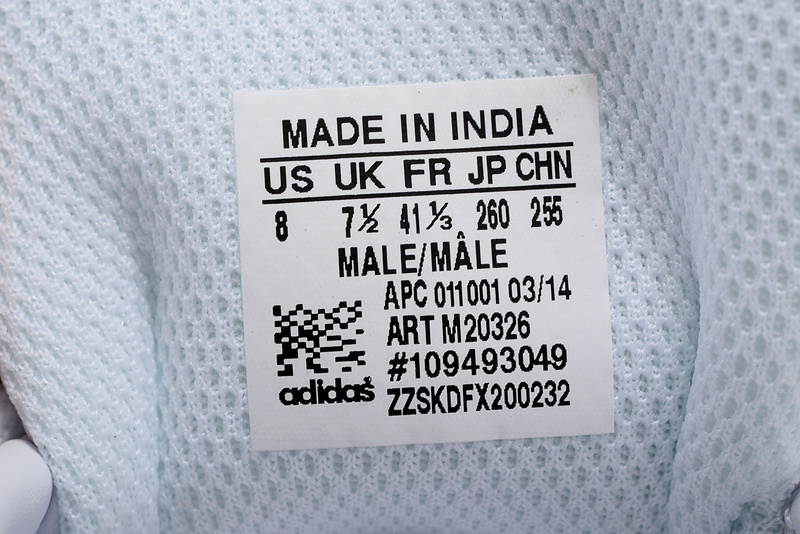 MADE IN INDIA
US UK FR JP CHN
8 7½ 41⅓ 260 255
MALE/MÂLE
APC 011001 03/14
ART M20326
#109493049
adidas
ZZSKDFX200232